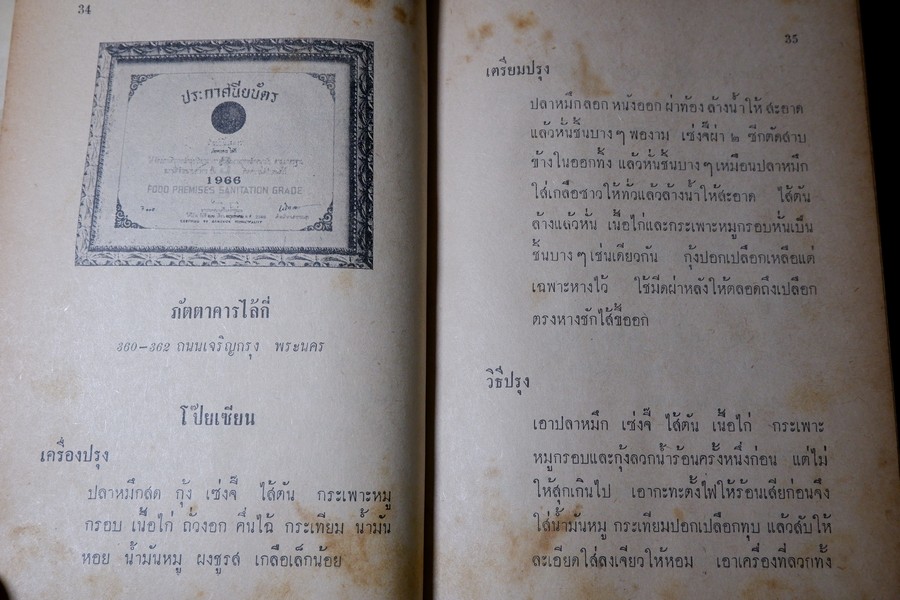 34
ประกาศนียบัตร
1966
FOOD PREMISES SANITATION GRADE I
ภัตตาคารไล้กี่
360-362 ถนนเจริญกรุง พระนคร
โป๊ยเซียน
เครื่องปรุง
ปลาหมึกสด กุ้ง เซ่งจี๊ ไส้ตัน กระเพาะหมู
กรอบ เนื้อไก่ ถั่วงอก คื่นไฉ่ กระเทียม น้ำมัน
หอย น้ำมันหมู ผงชูรส เกลือเล็กน้อย
35
เตรียมปรุง
ปลาหมึกลอกหนังออก ผ่าท้อง ล้างน้ำให้สะอาด
แล้วหั่นชิ้นบาง ๆ พองาม เซ่งจี๊ผ่า ๒ ซีกตัดสาบ
ข้างในออกทิ้ง แล้วหั่นชิ้นบาง ๆ เหมือนปลาหมึก
ใส่เกลือซาวให้ทั่วแล้วล้างน้ำให้สะอาด ไส้ตัน
ล้างแล้วหั่น เนื้อไก่และกระเพาะหมูกรอบหั่นเป็น
ชิ้นบาง ๆ เช่นเดียวกัน กุ้งปอกเปลือกเหลือแต่
เฉพาะหางไว้ ใช้มีดผ่าหลังให้ตลอดถึงเปลือก
ตรงหางชักไส้ขี้ออก
วิธีปรุง
เอาปลาหมึก เซ่งจี๊ ไส้ตัน เนื้อไก่ กระเพาะ
หมูกรอบและกุ้งลวกน้ำร้อนครั้งหนึ่งก่อน แต่ไม่
ให้สุกเกินไป เอากะทะตั้งไฟให้ร้อนเสียก่อนจึง
ใส่น้ำมันหมู กระเทียมปอกเปลือกทุบ แล้วสับให้
ละเอียดใส่ลงเจียวให้หอม เอาเครื่องที่ลวกทั้ง